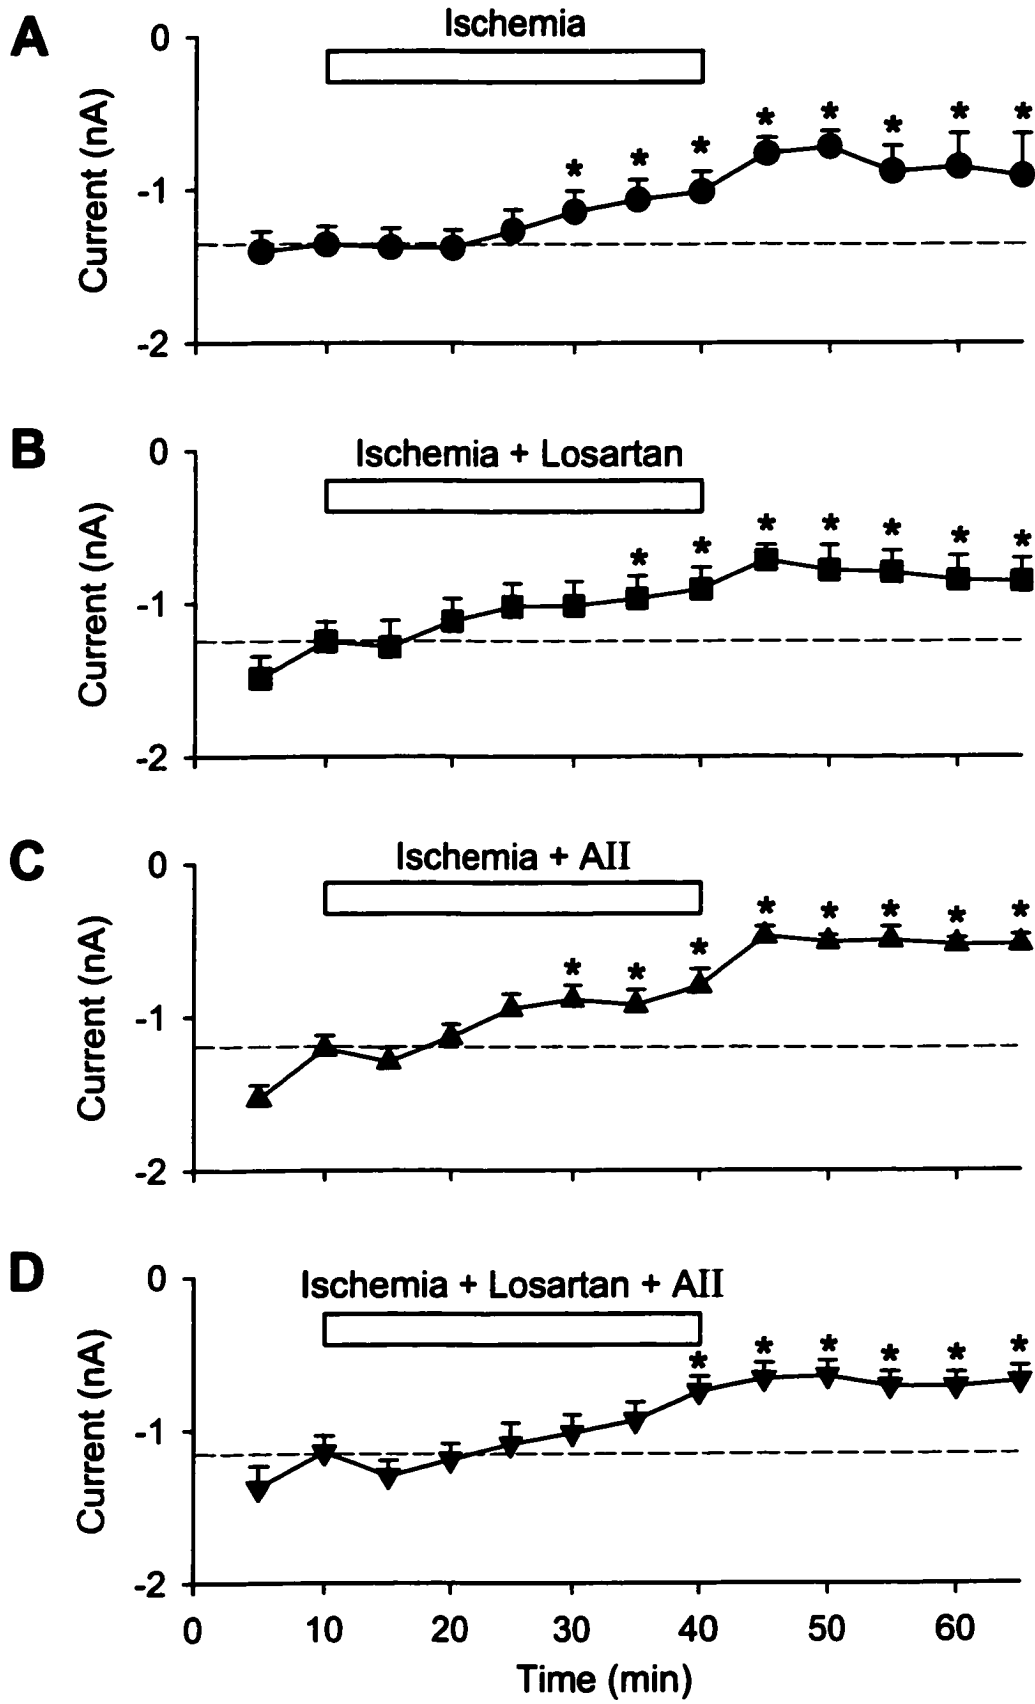 A
Ischemia
0
-1
-2
Current (nA)
* * * * * * * *
B
Ischemia + Losartan
0
-1
-2
Current (nA)
* * * * * * *
C
Ischemia + AII
0
-1
-2
Current (nA)
* * * * * * * *
D
Ischemia + Losartan + AII
0
-1
-2
Current (nA)
* * * * * *
0 10 20 30 40 50 60
Time (min)